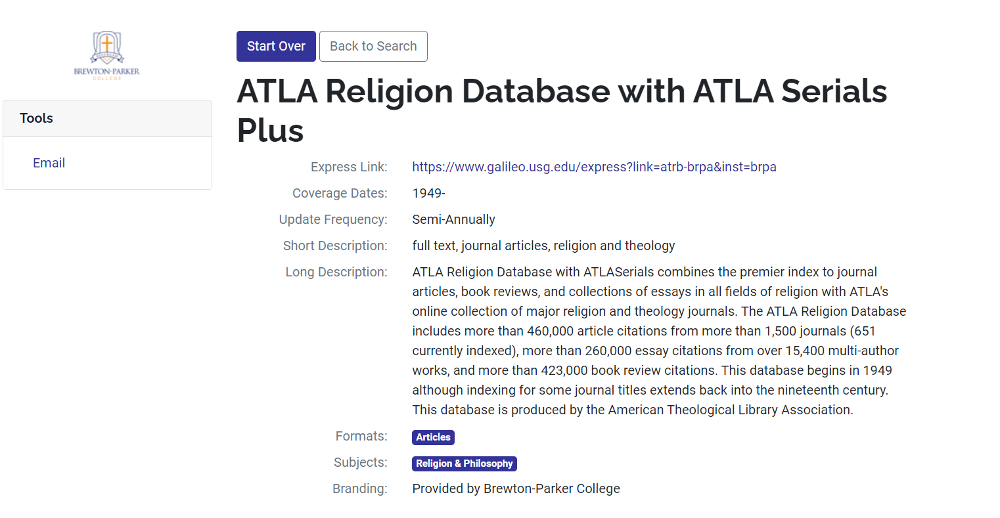 BREWTON-PARKER
COLLEGE
Tools
Email
Start Over
Back to Search
ATLA Religion Database with ATLA Serials
Plus
Express Link: https://www.galileo.usg.edu/express?link=atrb-brpa&inst=brpa
Coverage Dates: 1949-
Update Frequency: Semi-Annually
Short Description: full text, journal articles, religion and theology
Long Description: ATLA Religion Database with ATLASerials combines the premier index to journal
articles, book reviews, and collections of essays in all fields of religion with ATLA's
online collection of major religion and theology journals. The ATLA Religion Database
includes more than 460,000 article citations from more than 1,500 journals (651
currently indexed), more than 260,000 essay citations from over 15,400 multi-author
works, and more than 423,000 book review citations. This database begins in 1949
although indexing for some journal titles extends back into the nineteenth century.
This database is produced by the American Theological Library Association.
Formats: Articles
Subjects: Religion & Philosophy
Branding: Provided by Brewton-Parker College